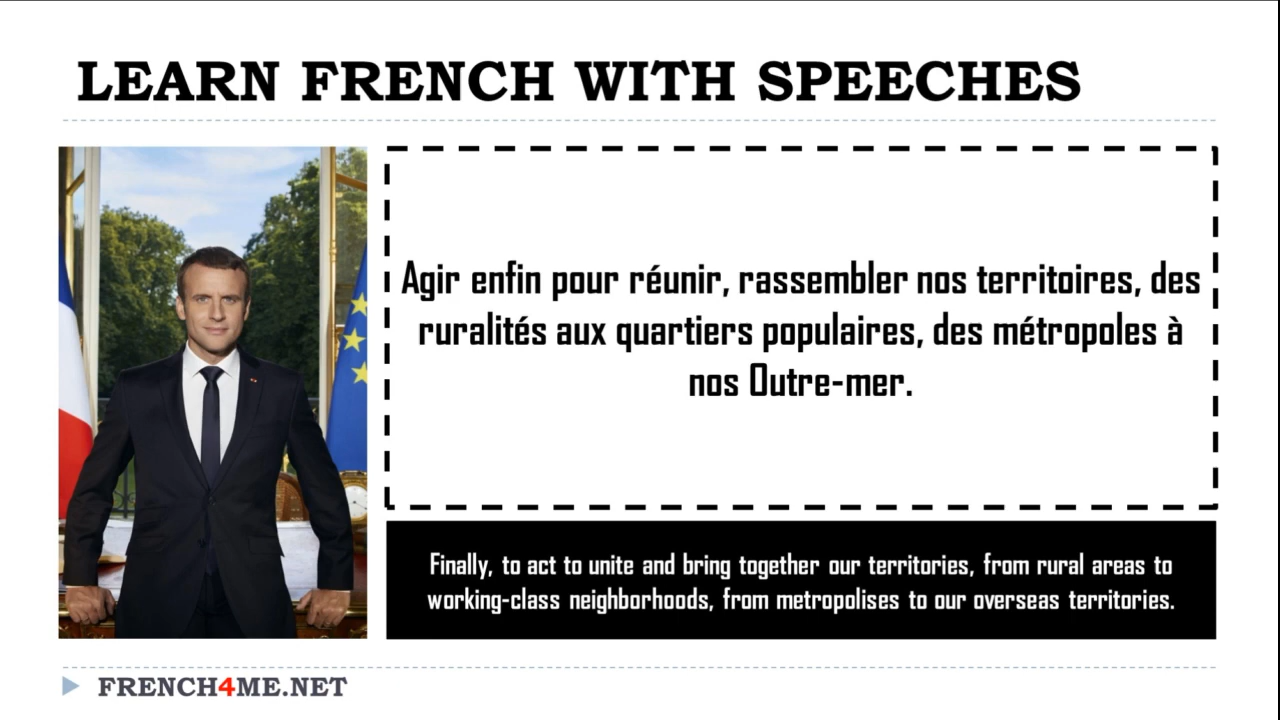 LEARN FRENCH WITH SPEECHES
Agir enfin pour réunir, rassembler nos territoires, des
ruralités aux quartiers populaires, des métropoles à
nos Outre-mer.
Finally, to act to unite and bring together our territories, from rural areas to
working-class neighborhoods, from metropolises to our overseas territories.
FRENCH4ME.NET